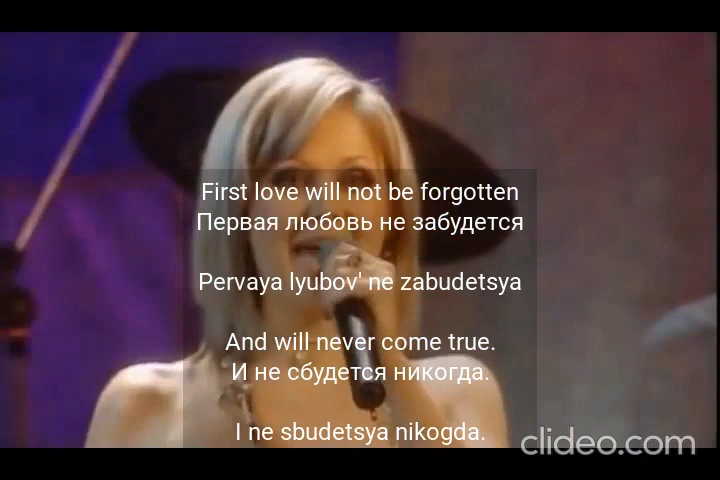 First love will not be forgotten
Первая любовь не забудется
Pervaya lyubov' ne zabudetsya
And will never come true.
И не сбудется никогда.
I ne sbudetsya nikogda.
clideo.com